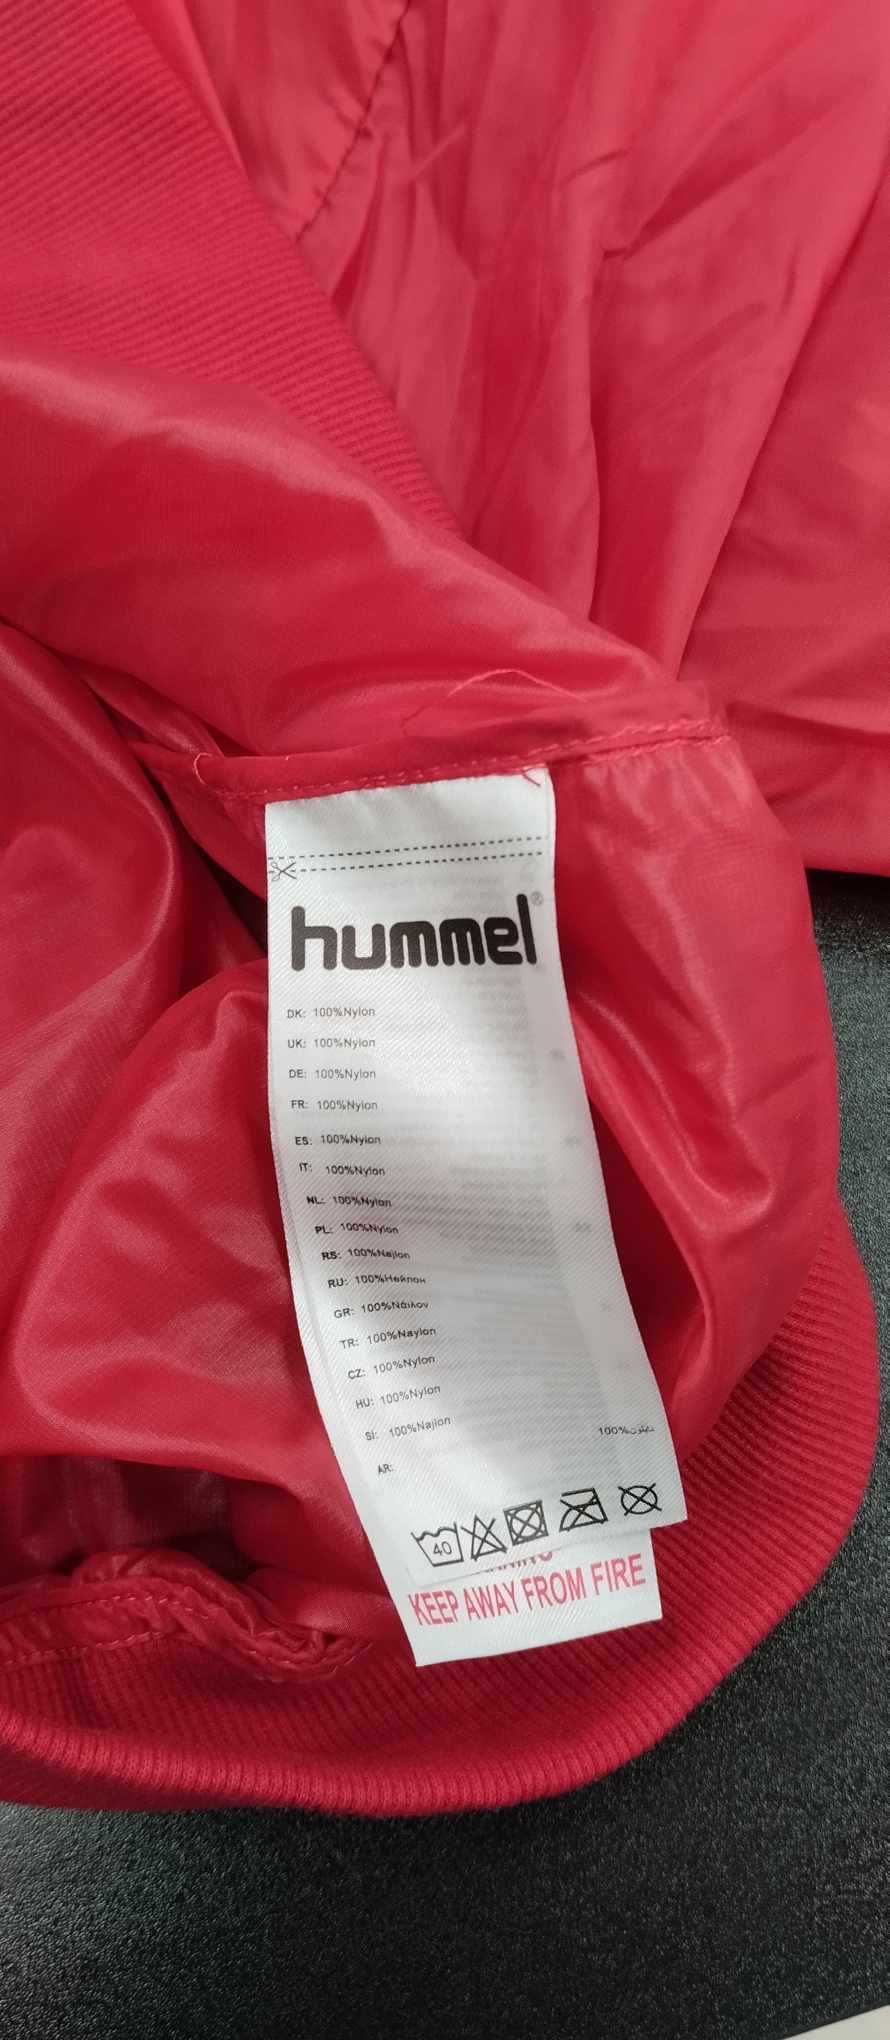 hummel®
DK: 100%Nylon
UK: 100%Nylon
DE: 100%Nylon
FR: 100%Nylon
ES: 100%Nylon
IT: 100%Nylon
NL: 100%Nylon
PL: 100%Nylon
RS: 100%Najlon
RU: 100%Нейлон
GR: 100%Νάιλον
TR: 100%Naylon
CZ: 100%Nylon
HU: 100%Nylon
SI: 100%Najlon
AR: 100%نايلون
40
KEEP AWAY FROM FIRE